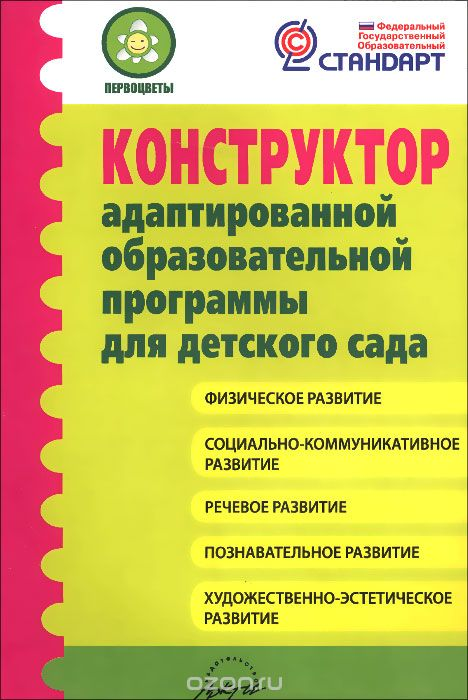 ПЕРВОЦВЕТЫ
Федеральный
Государственный
Образовательный
СТАНДАРТ
КОНСТРУКТОР
адаптированной
образовательной
программы
для детского сада
ФИЗИЧЕСКОЕ РАЗВИТИЕ
СОЦИАЛЬНО-КОММУНИКАТИВНОЕ
РАЗВИТИЕ
РЕЧЕВОЕ РАЗВИТИЕ
ПОЗНАВАТЕЛЬНОЕ РАЗВИТИЕ
ХУДОЖЕСТВЕННО-ЭСТЕТИЧЕСКОЕ
РАЗВИТИЕ
ИЗДАТЕЛЬСТВО
ozon.ru